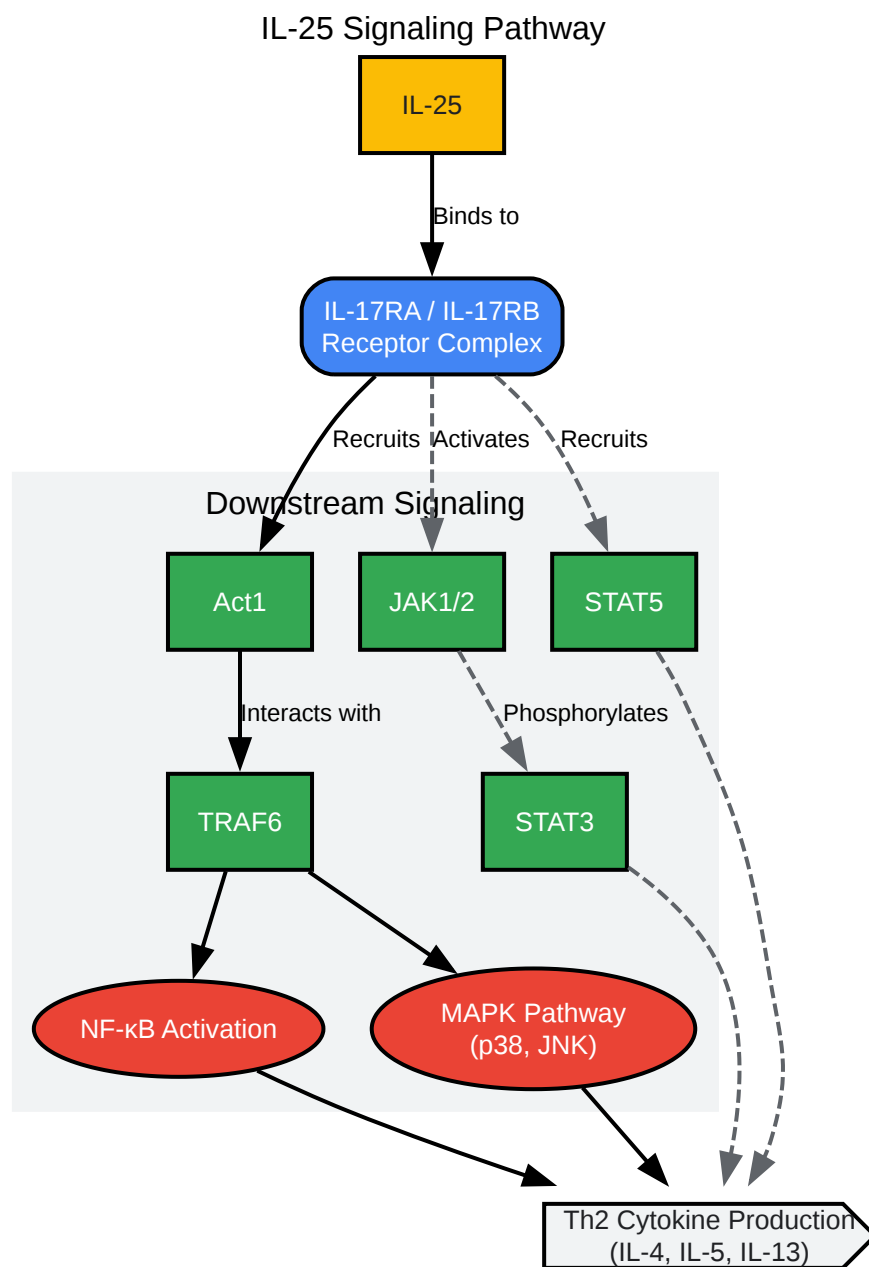 IL-25 Signaling Pathway
IL-25
Binds to
IL-17RA / IL-17RB
Receptor Complex
Recruits
Activates
Recruits
Downstream Signaling
Act1
JAK1/2
STAT5
Interacts with
Phosphorylates
TRAF6
STAT3
NF-κB Activation
MAPK Pathway
(p38, JNK)
Th2 Cytokine Production
(IL-4, IL-5, IL-13)